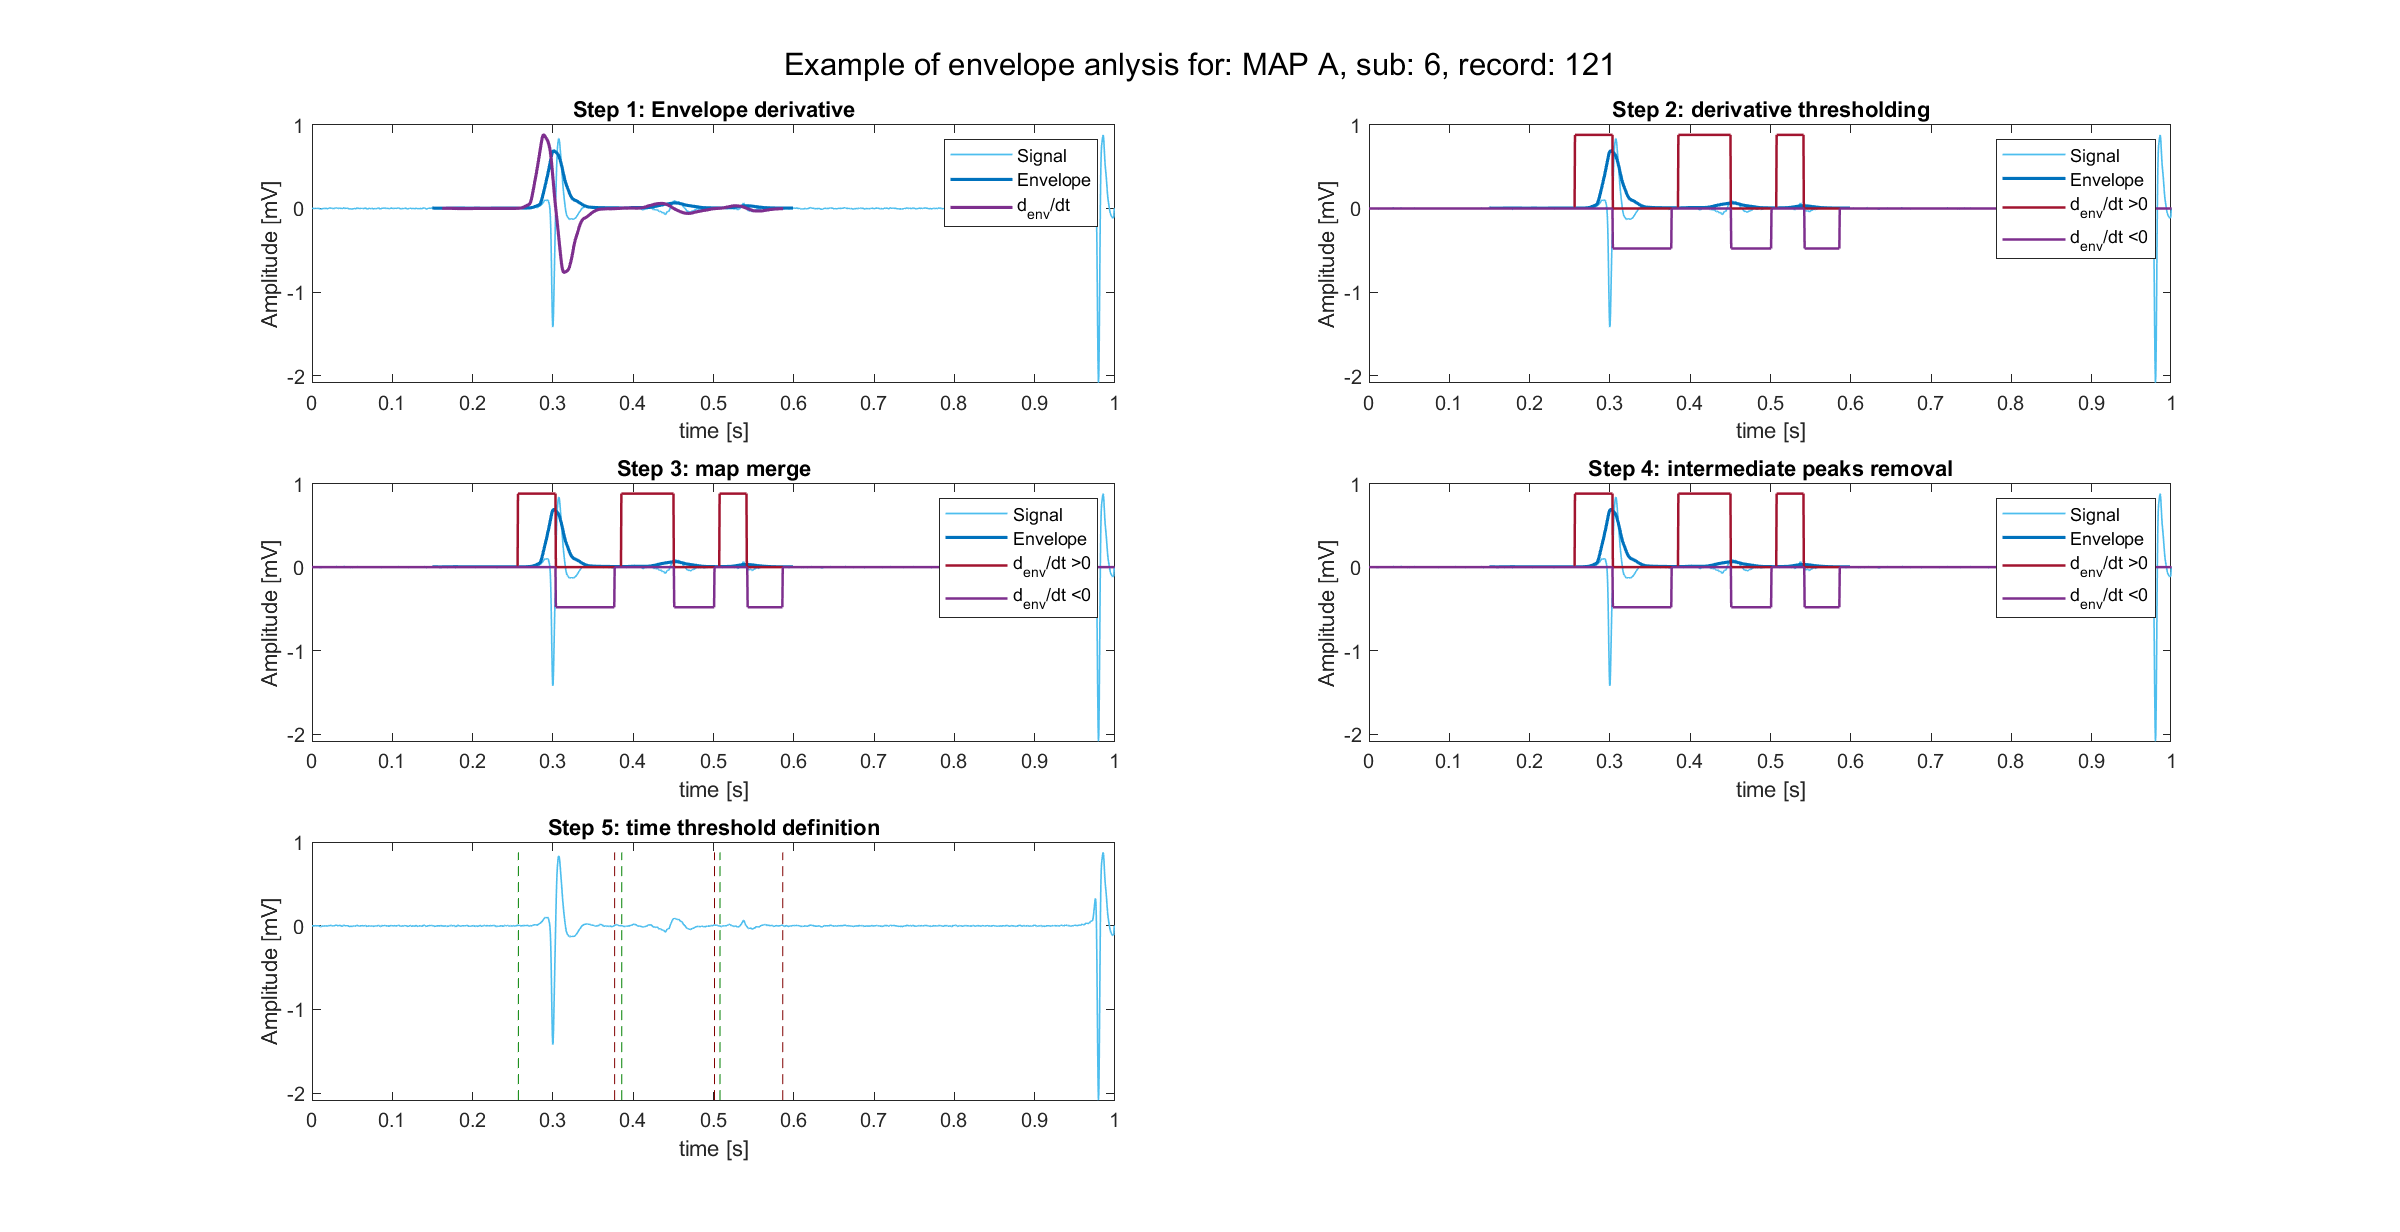 Example of envelope anlysis for: MAP A, sub: 6, record: 121
Step 1: Envelope derivative
1
0
-1
-2
Amplitude [mV]
Signal
Envelope
d_env/dt
0 0.1 0.2 0.3 0.4 0.5 0.6 0.7 0.8 0.9 1
time [s]
Step 2: derivative thresholding
1
0
-1
-2
Amplitude [mV]
Signal
Envelope
d_env/dt >0
d_env/dt <0
0 0.1 0.2 0.3 0.4 0.5 0.6 0.7 0.8 0.9 1
time [s]
Step 3: map merge
1
0
-1
-2
Amplitude [mV]
Signal
Envelope
d_env/dt >0
d_env/dt <0
0 0.1 0.2 0.3 0.4 0.5 0.6 0.7 0.8 0.9 1
time [s]
Step 4: intermediate peaks removal
1
0
-1
-2
Amplitude [mV]
Signal
Envelope
d_env/dt >0
d_env/dt <0
0 0.1 0.2 0.3 0.4 0.5 0.6 0.7 0.8 0.9 1
time [s]
Step 5: time threshold definition
1
0
-1
-2
Amplitude [mV]
0 0.1 0.2 0.3 0.4 0.5 0.6 0.7 0.8 0.9 1
time [s]